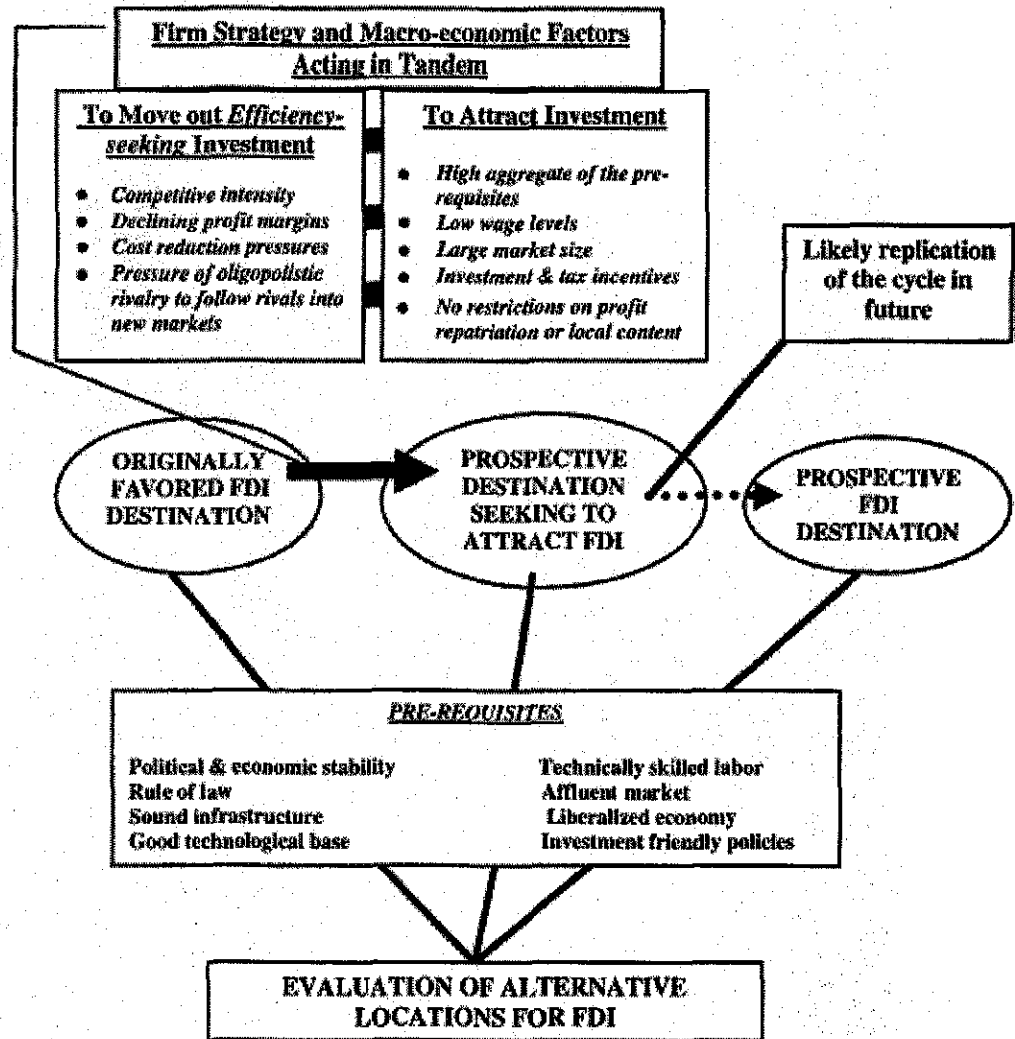 Firm Strategy and Macro-economic Factors
Acting in Tandem
To Move out Efficiency-
seeking Investment
• Competitive intensity
• Declining profit margins
• Cost reduction pressures
• Pressure of oligopolistic
rivalry to follow rivals into
new markets
To Attract Investment
• High aggregate of the pre-
requisites
• Low wage levels
• Large market size
• Investment & tax incentives
• No restrictions on profit
repatriation or local content
Likely replication
of the cycle in
future
ORIGINALLY
FAVORED FDI
DESTINATION
PROSPECTIVE
DESTINATION
SEEKING TO
ATTRACT FDI
PROSPECTIVE
FDI
DESTINATION
PRE-REQUISITES
Political & economic stability
Rule of law
Sound infrastructure
Good technological base
Technically skilled labor
Affluent market
Liberalized economy
Investment friendly policies
EVALUATION OF ALTERNATIVE
LOCATIONS FOR FDI